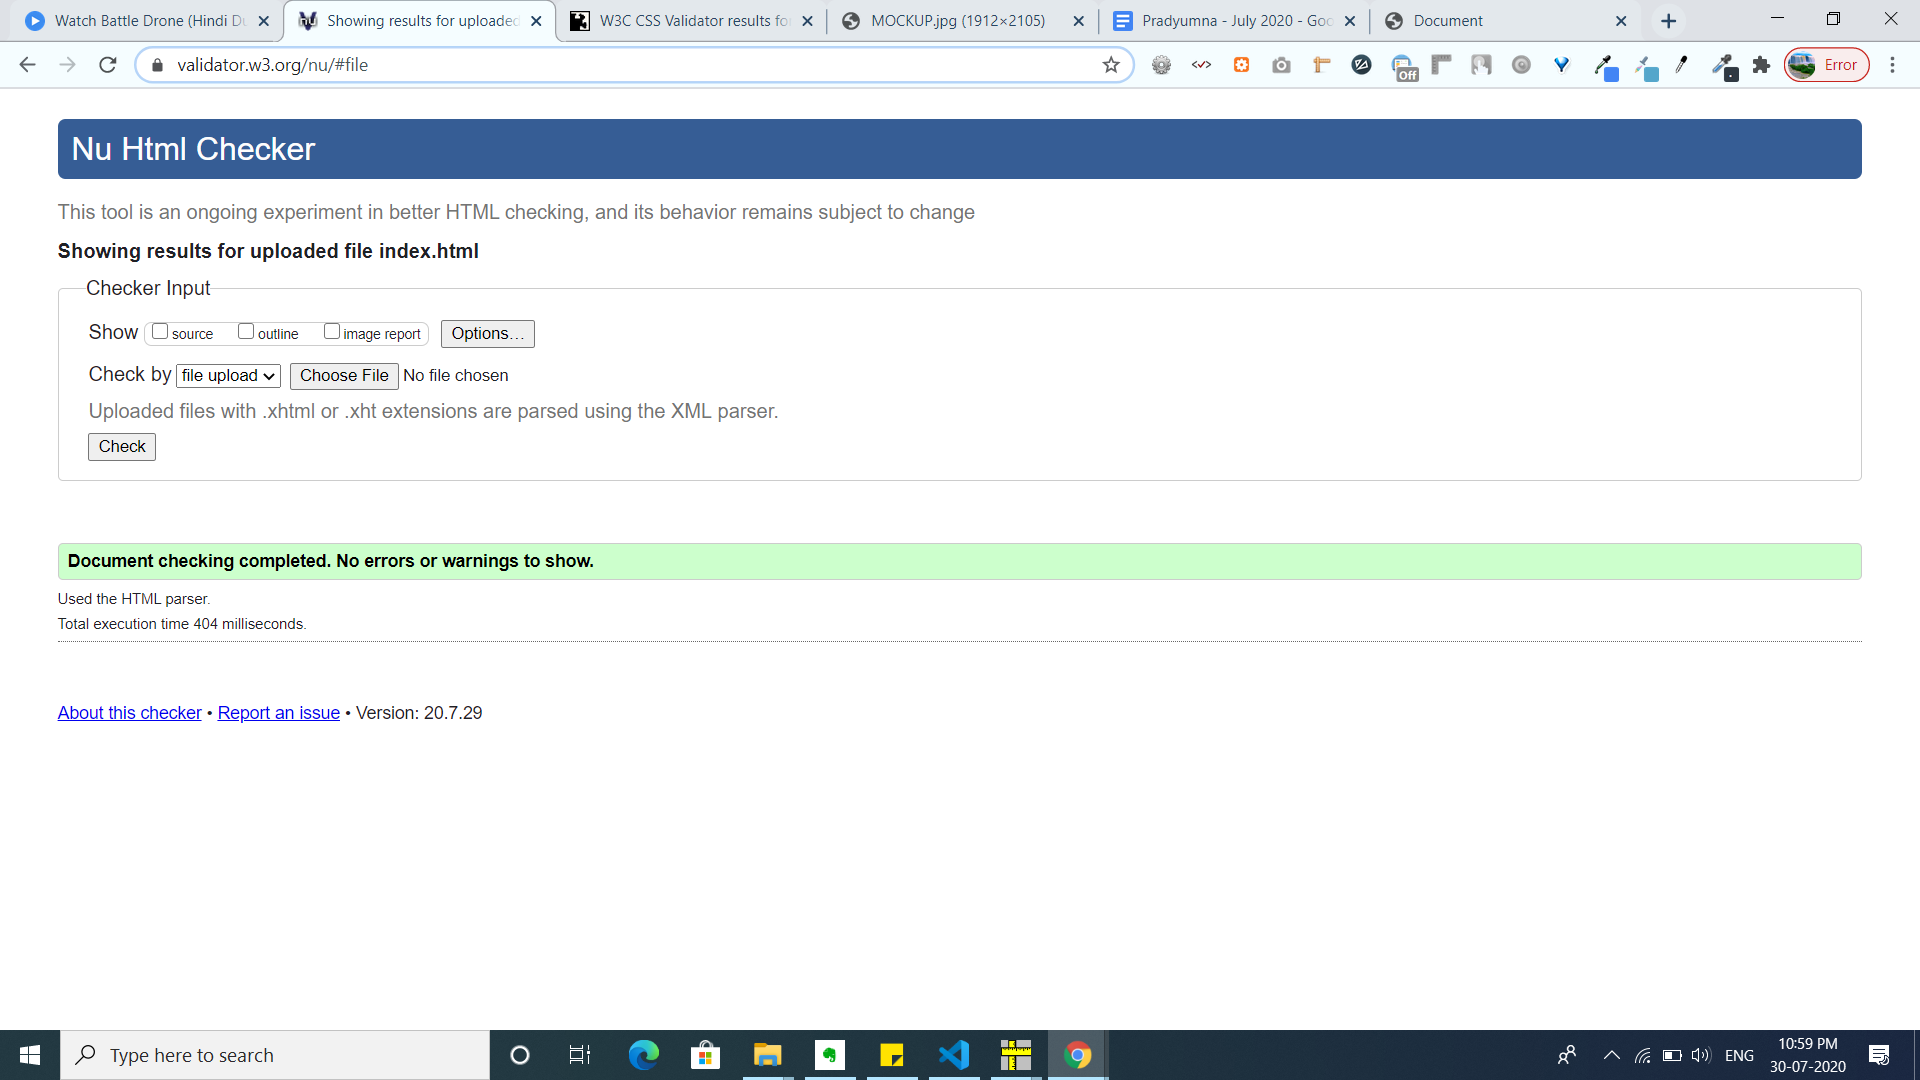 Watch Battle Drone (Hindi Du
Showing results for uploaded
W3C CSS Validator results fo
MOCKUP.jpg (1912×2105)
Pradyumna - July 2020 - Goo
Document
validator.w3.org/nu/#file
Off
Error
Nu Html Checker
This tool is an ongoing experiment in better HTML checking, and its behavior remains subject to change
Showing results for uploaded file index.html
Checker Input
Show source outline image report Options...
Check by file upload Choose File No file chosen
Uploaded files with .xhtml or .xht extensions are parsed using the XML parser.
Check
Document checking completed. No errors or warnings to show.
Used the HTML parser.
Total execution time 404 milliseconds.
About this checker • Report an issue • Version: 20.7.29
Type here to search
ENG
10:59 PM
30-07-2020